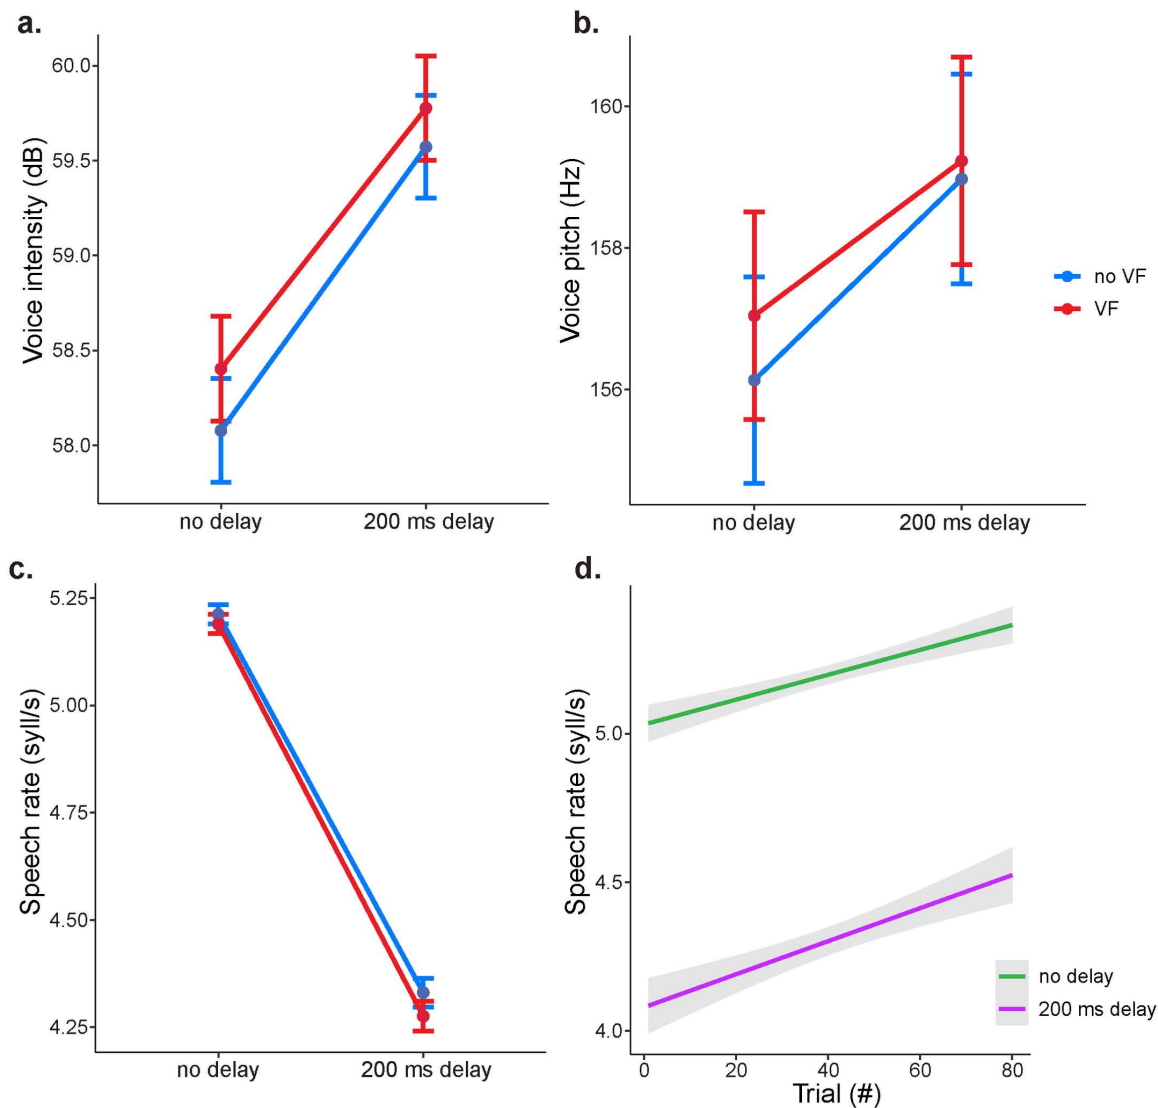 a.
Voice intensity (dB)
60.0
59.5
59.0
58.5
58.0
no delay
200 ms delay
b.
Voice pitch (Hz)
160
158
156
no delay
200 ms delay
no VF
VF
c.
Speech rate (syll/s)
5.25
5.00
4.75
4.50
4.25
no delay
200 ms delay
d.
Speech rate (syll/s)
5.0
4.5
4.0
0
20
40
60
80
Trial (#)
no delay
200 ms delay